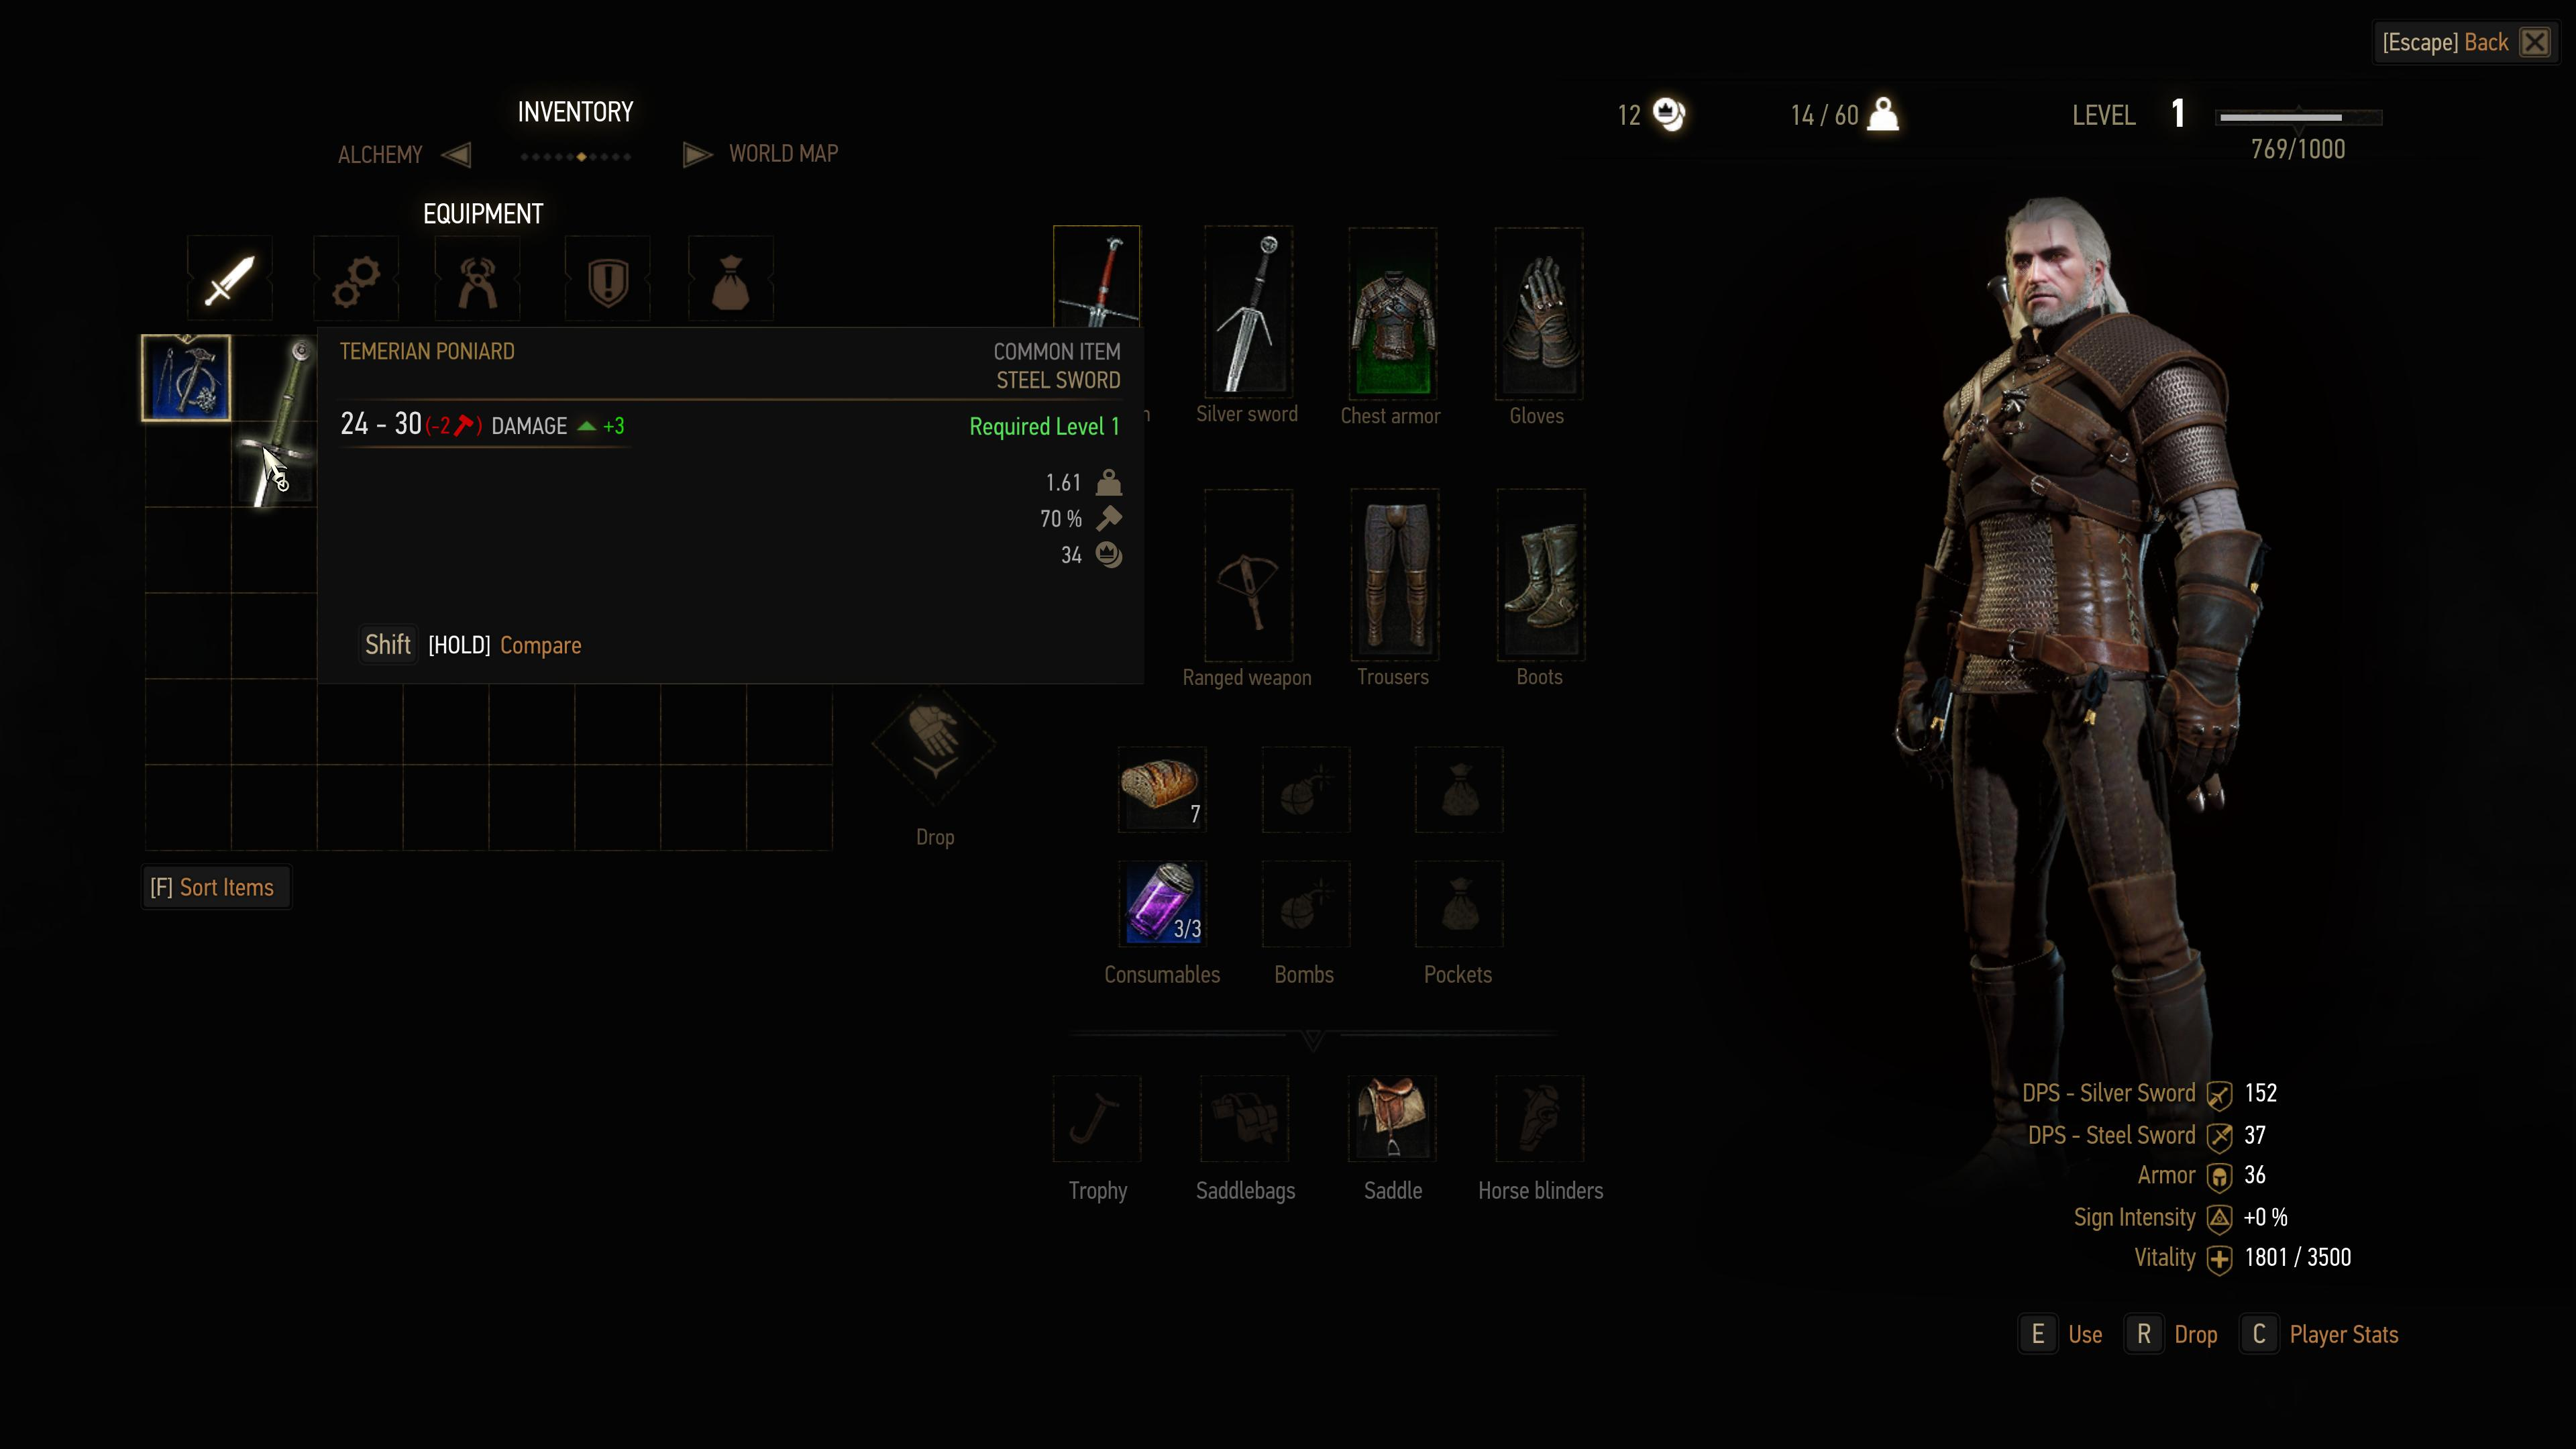 [Escape] Back
INVENTORY
12
14 / 60
LEVEL 1
769/1000
ALCHEMY
WORLD MAP
EQUIPMENT
TEMERIAN PONIARD
COMMON ITEM
STEEL SWORD
24 - 30 (-2 ) DAMAGE +3
Required Level 1
1.61
70 %
34
Shift [HOLD] Compare
Silver sword
Chest armor
Gloves
Ranged weapon
Trousers
Boots
7
Drop
3/3
[F] Sort Items
Consumables
Bombs
Pockets
Trophy
Saddlebags
Saddle
Horse blinders
DPS - Silver Sword 152
DPS - Steel Sword 37
Armor 36
Sign Intensity +0 %
Vitality 1801 / 3500
E Use R Drop C Player Stats